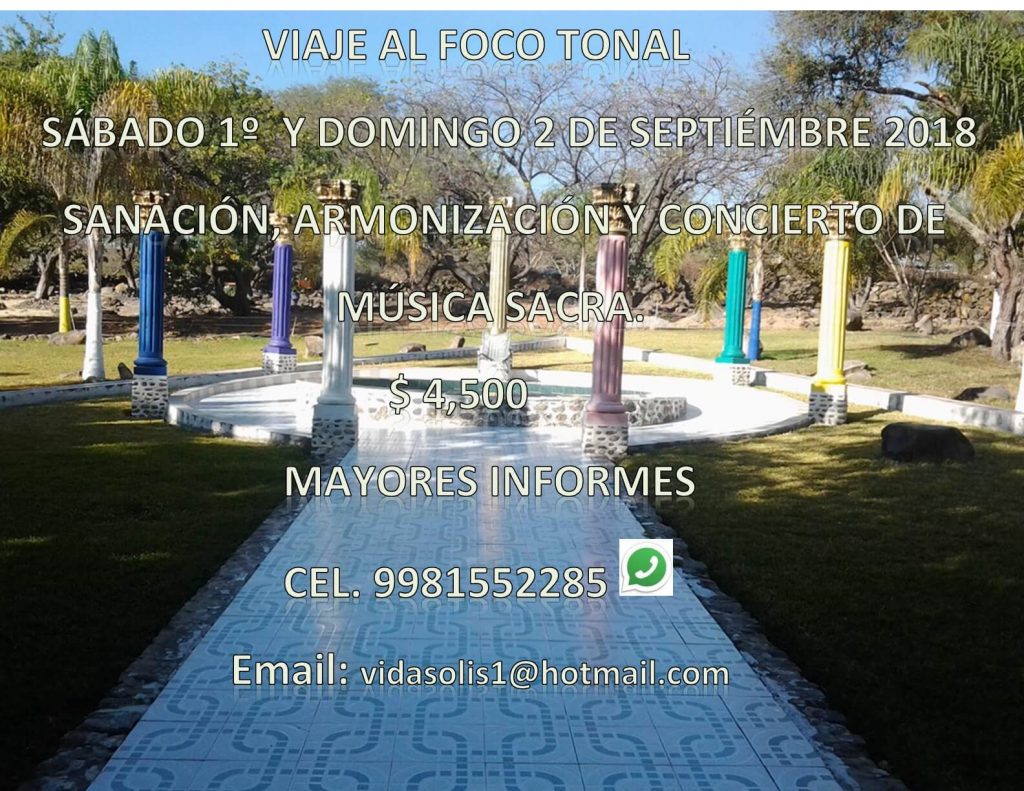 VIAJE AL FOCO TONAL
SÁBADO 1º Y DOMINGO 2 DE SEPTIÉMBRE 2018
SANACIÓN, ARMONIZACIÓN Y CONCIERTO DE
MÚSICA SACRA.
$ 4,500
MAYORES INFORMES
CEL. 9981552285
Email: vidasolis1@hotmail.com